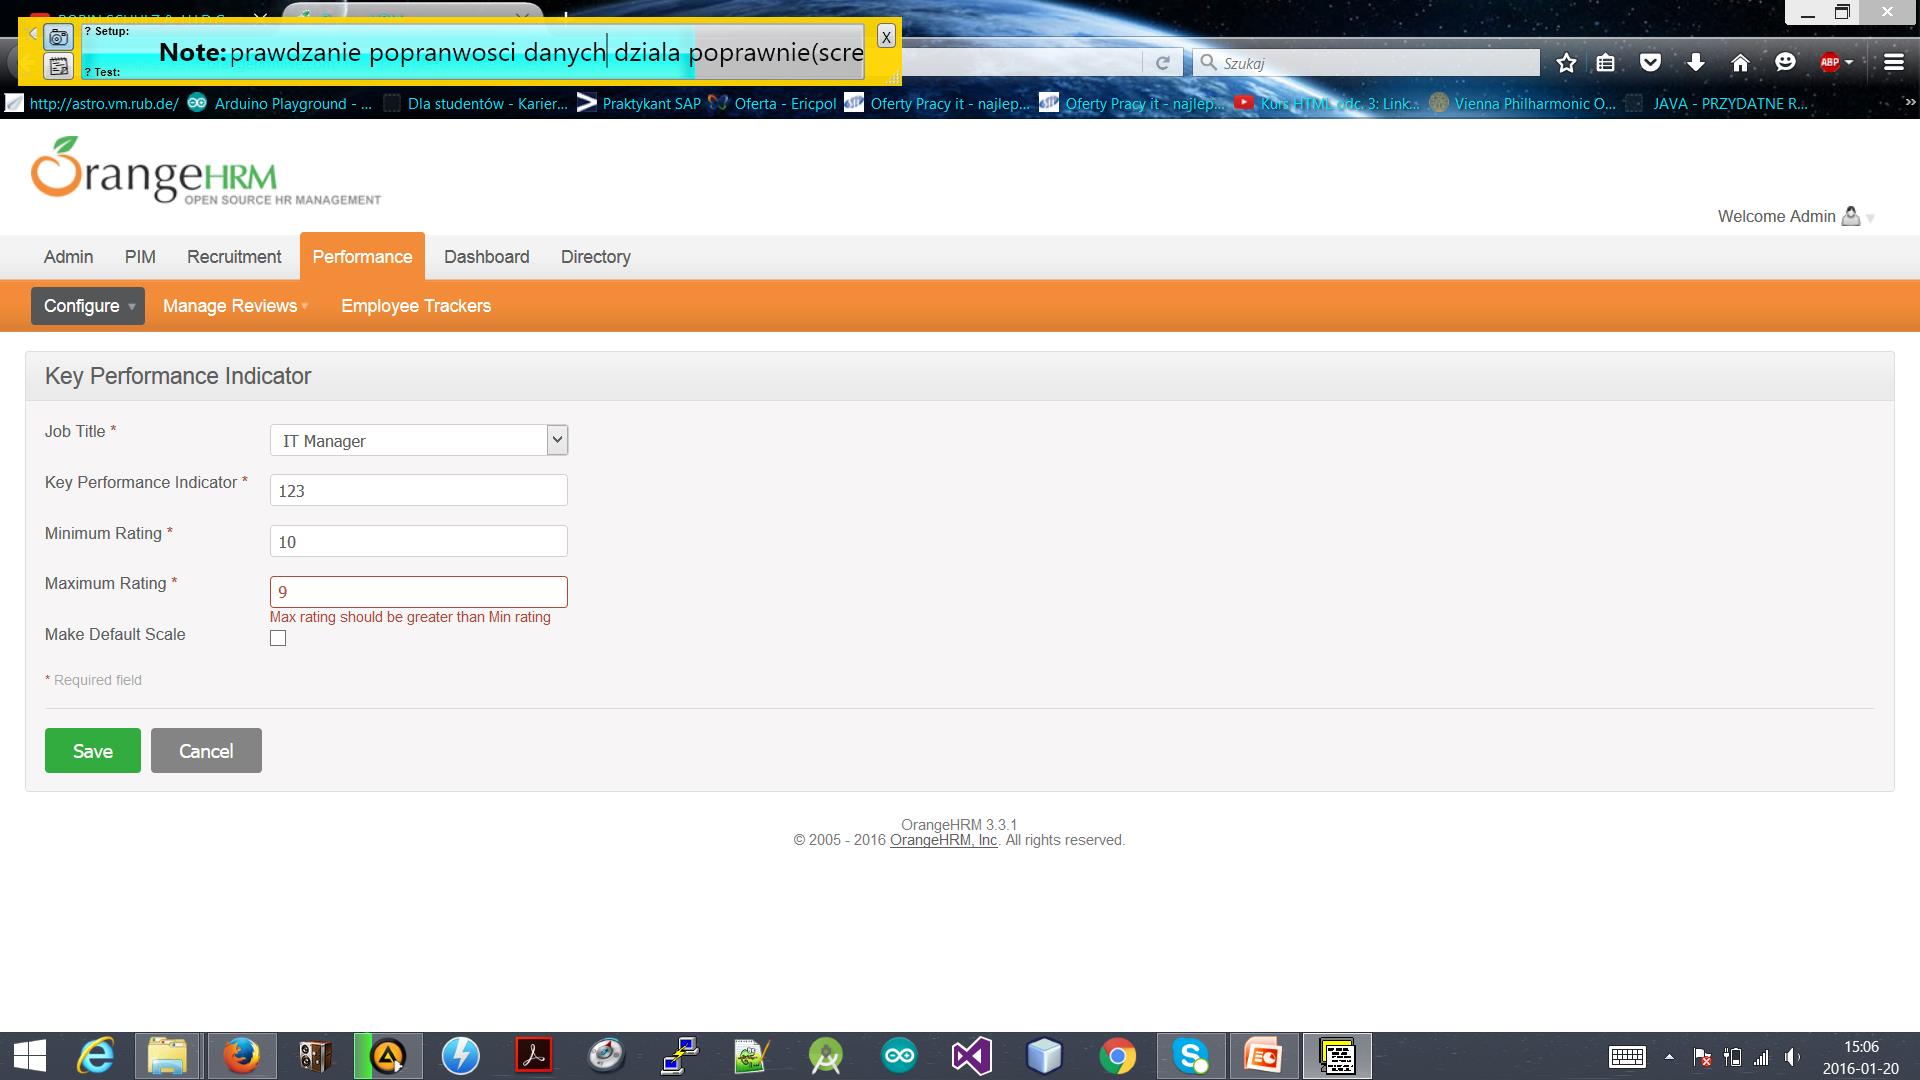 ? Setup:
Note: prawdzanie popranwosci danych dziala poprawnie(scre
X
? Test:
Szukaj
ABP
http://astro.vm.rub.de/ Arduino Playground - ... Dla studentów - Karier... Praktykant SAP Oferta - Ericpol Oferty Pracy it - najlep... Oferty Pracy it - najlep... Kurs HTML odc. 3: Link... Vienna Philharmonic O... JAVA - PRZYDATNE R... »
OrangeHRM
OPEN SOURCE HR MANAGEMENT
Welcome Admin
Admin PIM Recruitment Performance Dashboard Directory
Configure Manage Reviews Employee Trackers
Key Performance Indicator
Job Title * IT Manager
Key Performance Indicator * 123
Minimum Rating * 10
Maximum Rating * 9
Max rating should be greater than Min rating
Make Default Scale
* Required field
Save Cancel
OrangeHRM 3.3.1
© 2005 - 2016 OrangeHRM, Inc. All rights reserved.
15:06
2016-01-20